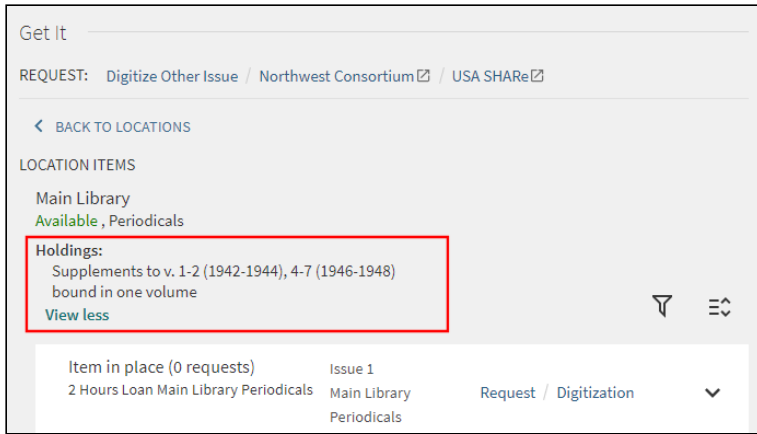 Get It
REQUEST: Digitize Other Issue / Northwest Consortium / USA SHARe
BACK TO LOCATIONS
LOCATION ITEMS
Main Library
Available , Periodicals
Holdings:
Supplements to v. 1-2 (1942-1944), 4-7 (1946-1948)
bound in one volume
View less
Item in place (0 requests)
2 Hours Loan Main Library Periodicals
Issue 1
Main Library
Periodicals
Request / Digitization